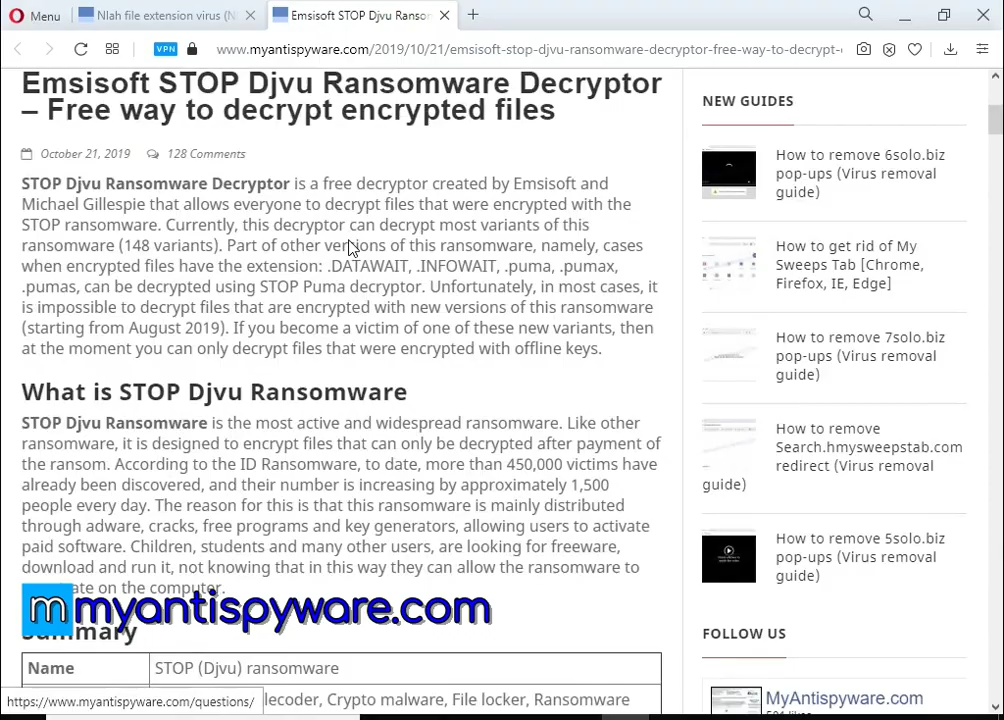 Menu
Nlah file extension virus (N
Emsisoft STOP Djvu Ransor
VPN
www.myantispyware.com/2019/10/21/emsisoft-stop-djvu-ransomware-decryptor-free-way-to-decrypt-
Emsisoft STOP Djvu Ransomware Decryptor
– Free way to decrypt encrypted files
October 21, 2019
128 Comments
STOP Djvu Ransomware Decryptor is a free decryptor created by Emsisoft and
Michael Gillespie that allows everyone to decrypt files that were encrypted with the
STOP ransomware. Currently, this decryptor can decrypt most variants of this
ransomware (148 variants). Part of other versions of this ransomware, namely, cases
when encrypted files have the extension: .DATAWAIT, .INFOWAIT, .puma, .pumax,
.pumas, can be decrypted using STOP Puma decryptor. Unfortunately, in most cases, it
is impossible to decrypt files that are encrypted with new versions of this ransomware
(starting from August 2019). If you become a victim of one of these new variants, then
at the moment you can only decrypt files that were encrypted with offline keys.
What is STOP Djvu Ransomware
STOP Djvu Ransomware is the most active and widespread ransomware. Like other
ransomware, it is designed to encrypt files that can only be decrypted after payment of
the ransom. According to the ID Ransomware, to date, more than 450,000 victims have
already been discovered, and their number is increasing by approximately 1,500
people every day. The reason for this is that this ransomware is mainly distributed
through adware, cracks, free programs and key generators, allowing users to activate
paid software. Children, students and many other users, are looking for freeware,
download and run it, not knowing that in this way they can allow the ransomware to
on the computer.
m myantispyware.com
Summary
Name
STOP (Djvu) ransomware
lecoder, Crypto malware, File locker, Ransomware
https://www.myantispyware.com/questions/
NEW GUIDES
How to remove 6solo.biz
pop-ups (Virus removal
guide)
How to get rid of My
Sweeps Tab [Chrome,
Firefox, IE, Edge]
How to remove 7solo.biz
pop-ups (Virus removal
guide)
How to remove
Search.hmysweepstab.com
redirect (Virus removal
guide)
How to remove 5solo.biz
pop-ups (Virus removal
guide)
FOLLOW US
MyAntispyware.com